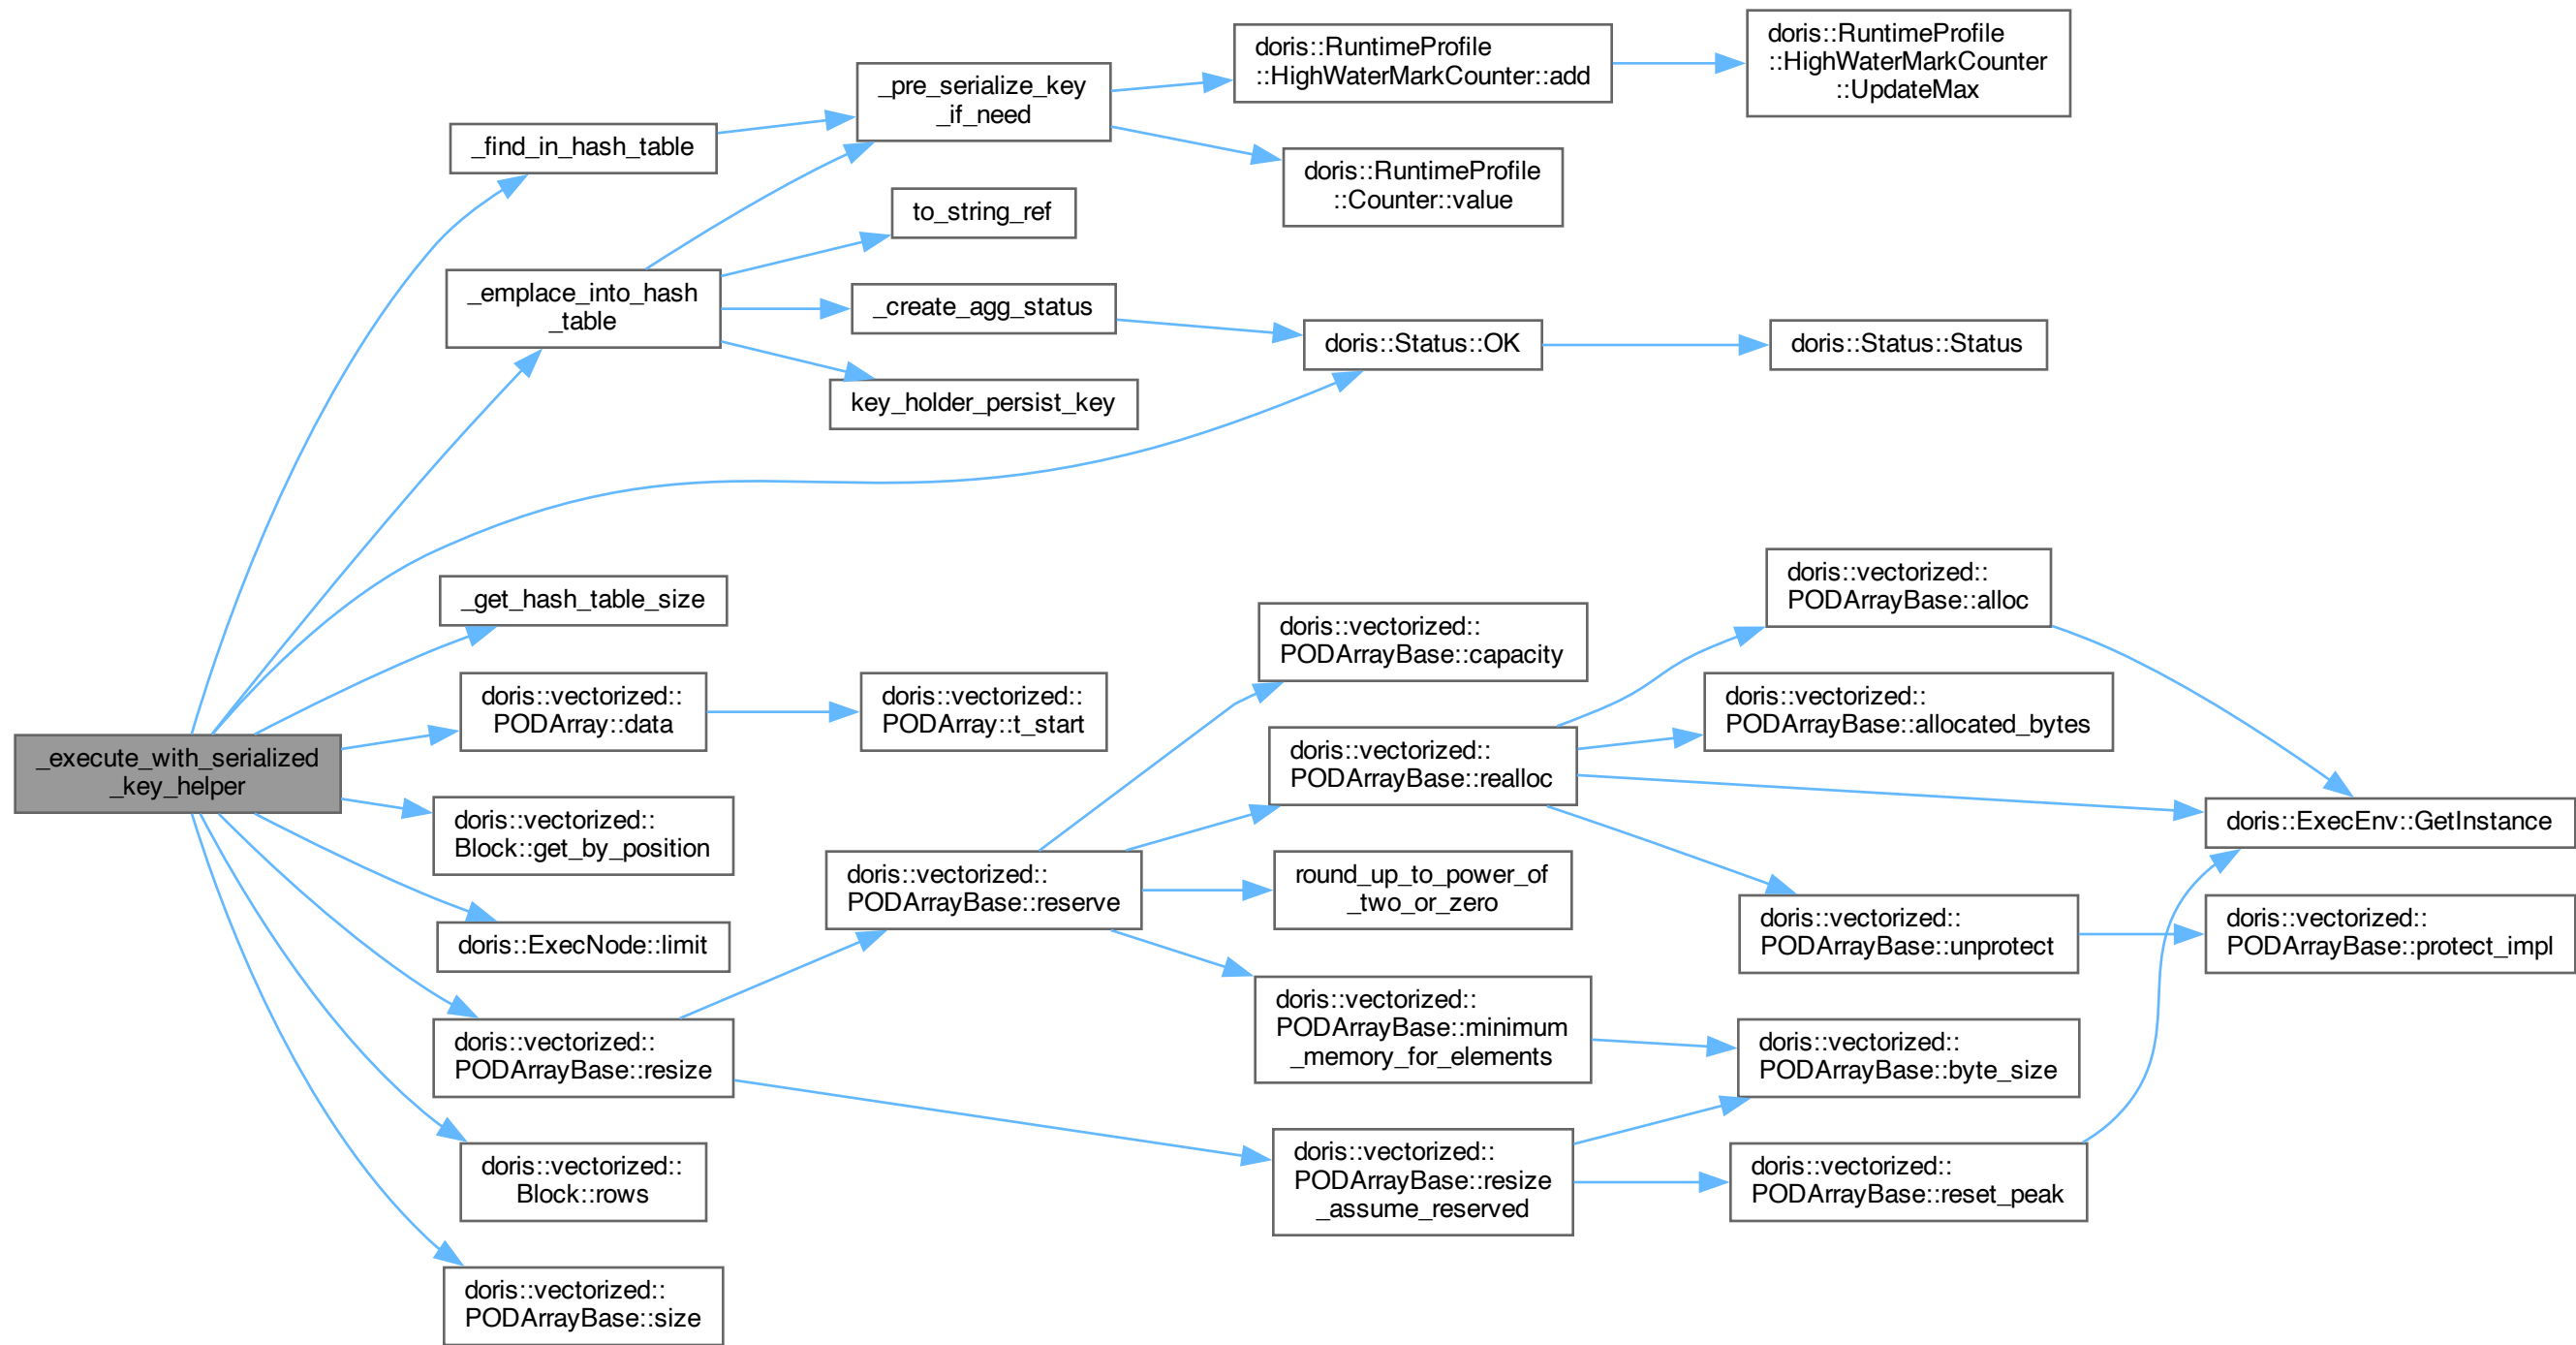 _execute_with_serialized
_key_helper
_find_in_hash_table
_emplace_into_hash
_table
_get_hash_table_size
doris::vectorized::
PODArray::data
doris::vectorized::
Block::get_by_position
doris::ExecNode::limit
doris::vectorized::
PODArrayBase::resize
doris::vectorized::
Block::rows
doris::vectorized::
PODArrayBase::size
_pre_serialize_key
_if_need
to_string_ref
_create_agg_status
key_holder_persist_key
doris::vectorized::
PODArray::t_start
doris::vectorized::
PODArrayBase::reserve
doris::RuntimeProfile
::HighWaterMarkCounter::add
doris::RuntimeProfile
::Counter::value
doris::Status::OK
doris::vectorized::
PODArrayBase::capacity
doris::vectorized::
PODArrayBase::realloc
round_up_to_power_of
_two_or_zero
doris::vectorized::
PODArrayBase::minimum
_memory_for_elements
doris::vectorized::
PODArrayBase::resize
_assume_reserved
doris::RuntimeProfile
::HighWaterMarkCounter
::UpdateMax
doris::Status::Status
doris::vectorized::
PODArrayBase::alloc
doris::vectorized::
PODArrayBase::allocated_bytes
doris::vectorized::
PODArrayBase::unprotect
doris::vectorized::
PODArrayBase::byte_size
doris::vectorized::
PODArrayBase::reset_peak
doris::ExecEnv::GetInstance
doris::vectorized::
PODArrayBase::protect_impl